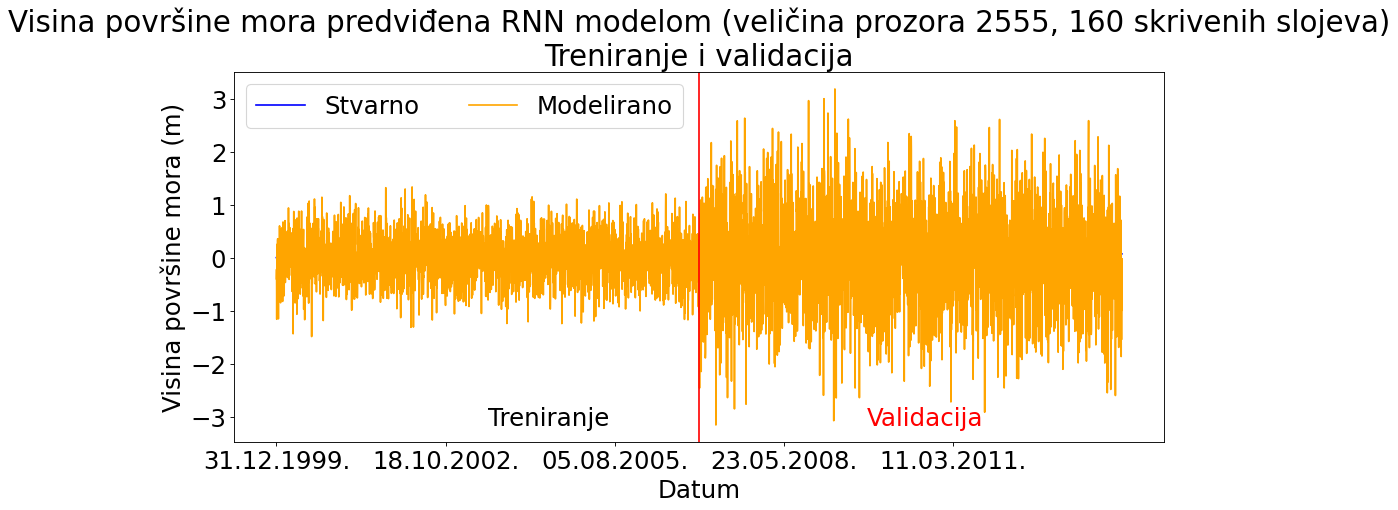 Visina površine mora predviđena RNN modelom (veličina prozora 2555, 160 skrivenih slojeva)
Treniranje i validacija
Stvarno
Modelirano
Visina površine mora (m)
3
2
1
0
−1
−2
−3
Treniranje
Validacija
31.12.1999.
18.10.2002.
05.08.2005.
23.05.2008.
11.03.2011.
Datum